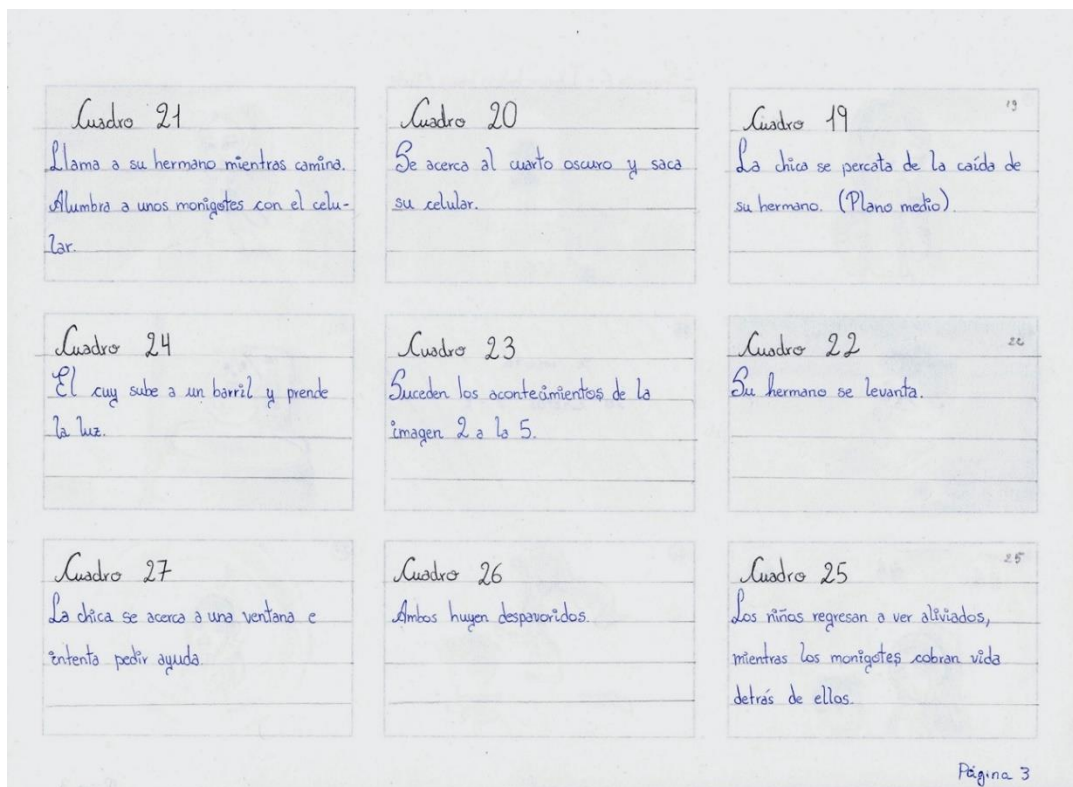 Cuadro 21
Llama a su hermano mientras camina.
Alumbra a unos monigotes con el celu-
lar.
Cuadro 20
Se acerca al cuarto oscuro y saca
su celular.
19
Cuadro 19
La chica se percata de la caída de
su hermano. (Plano medio).
Cuadro 24
El cuy sube a un barril y prende
la luz.
Cuadro 23
Suceden los acontecimientos de la
imagen 2 a la 5.
22
Cuadro 22
Su hermano se levanta.
Cuadro 27
La chica se acerca a una ventana e
intenta pedir ayuda.
Cuadro 26
Ambos huyen despavoridos.
25
Cuadro 25
Los niños regresan a ver aliviados,
mientras los monigotes cobran vida
detrás de ellos.
Página 3